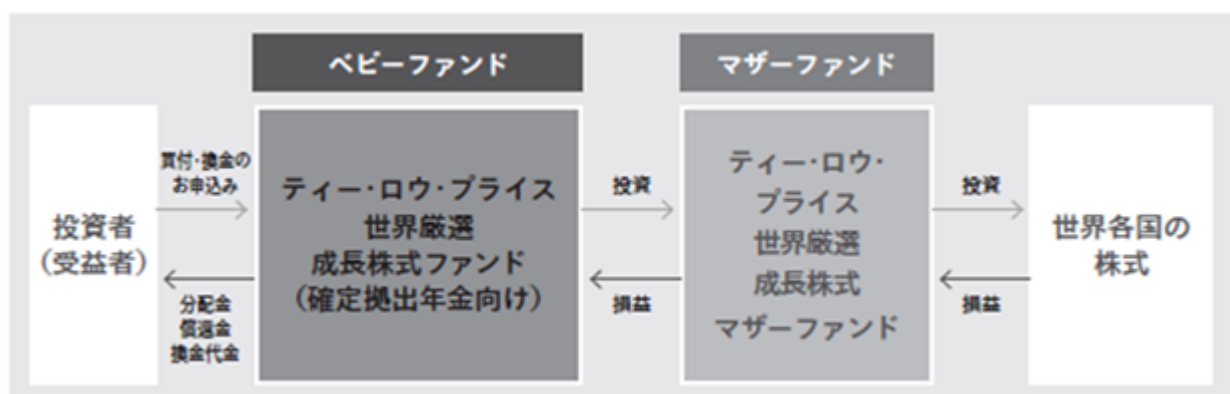 ベビーファンド
マザーファンド
投資者
(受益者)
買付・換金の
お申込み
分配金
償還金
換金代金
ティー・ロウ・プライス
世界厳選
成長株式ファンド
(確定拠出年金向け)
投資
損益
ティー・ロウ・
プライス
世界厳選
成長株式
マザーファンド
投資
損益
世界各国の
株式